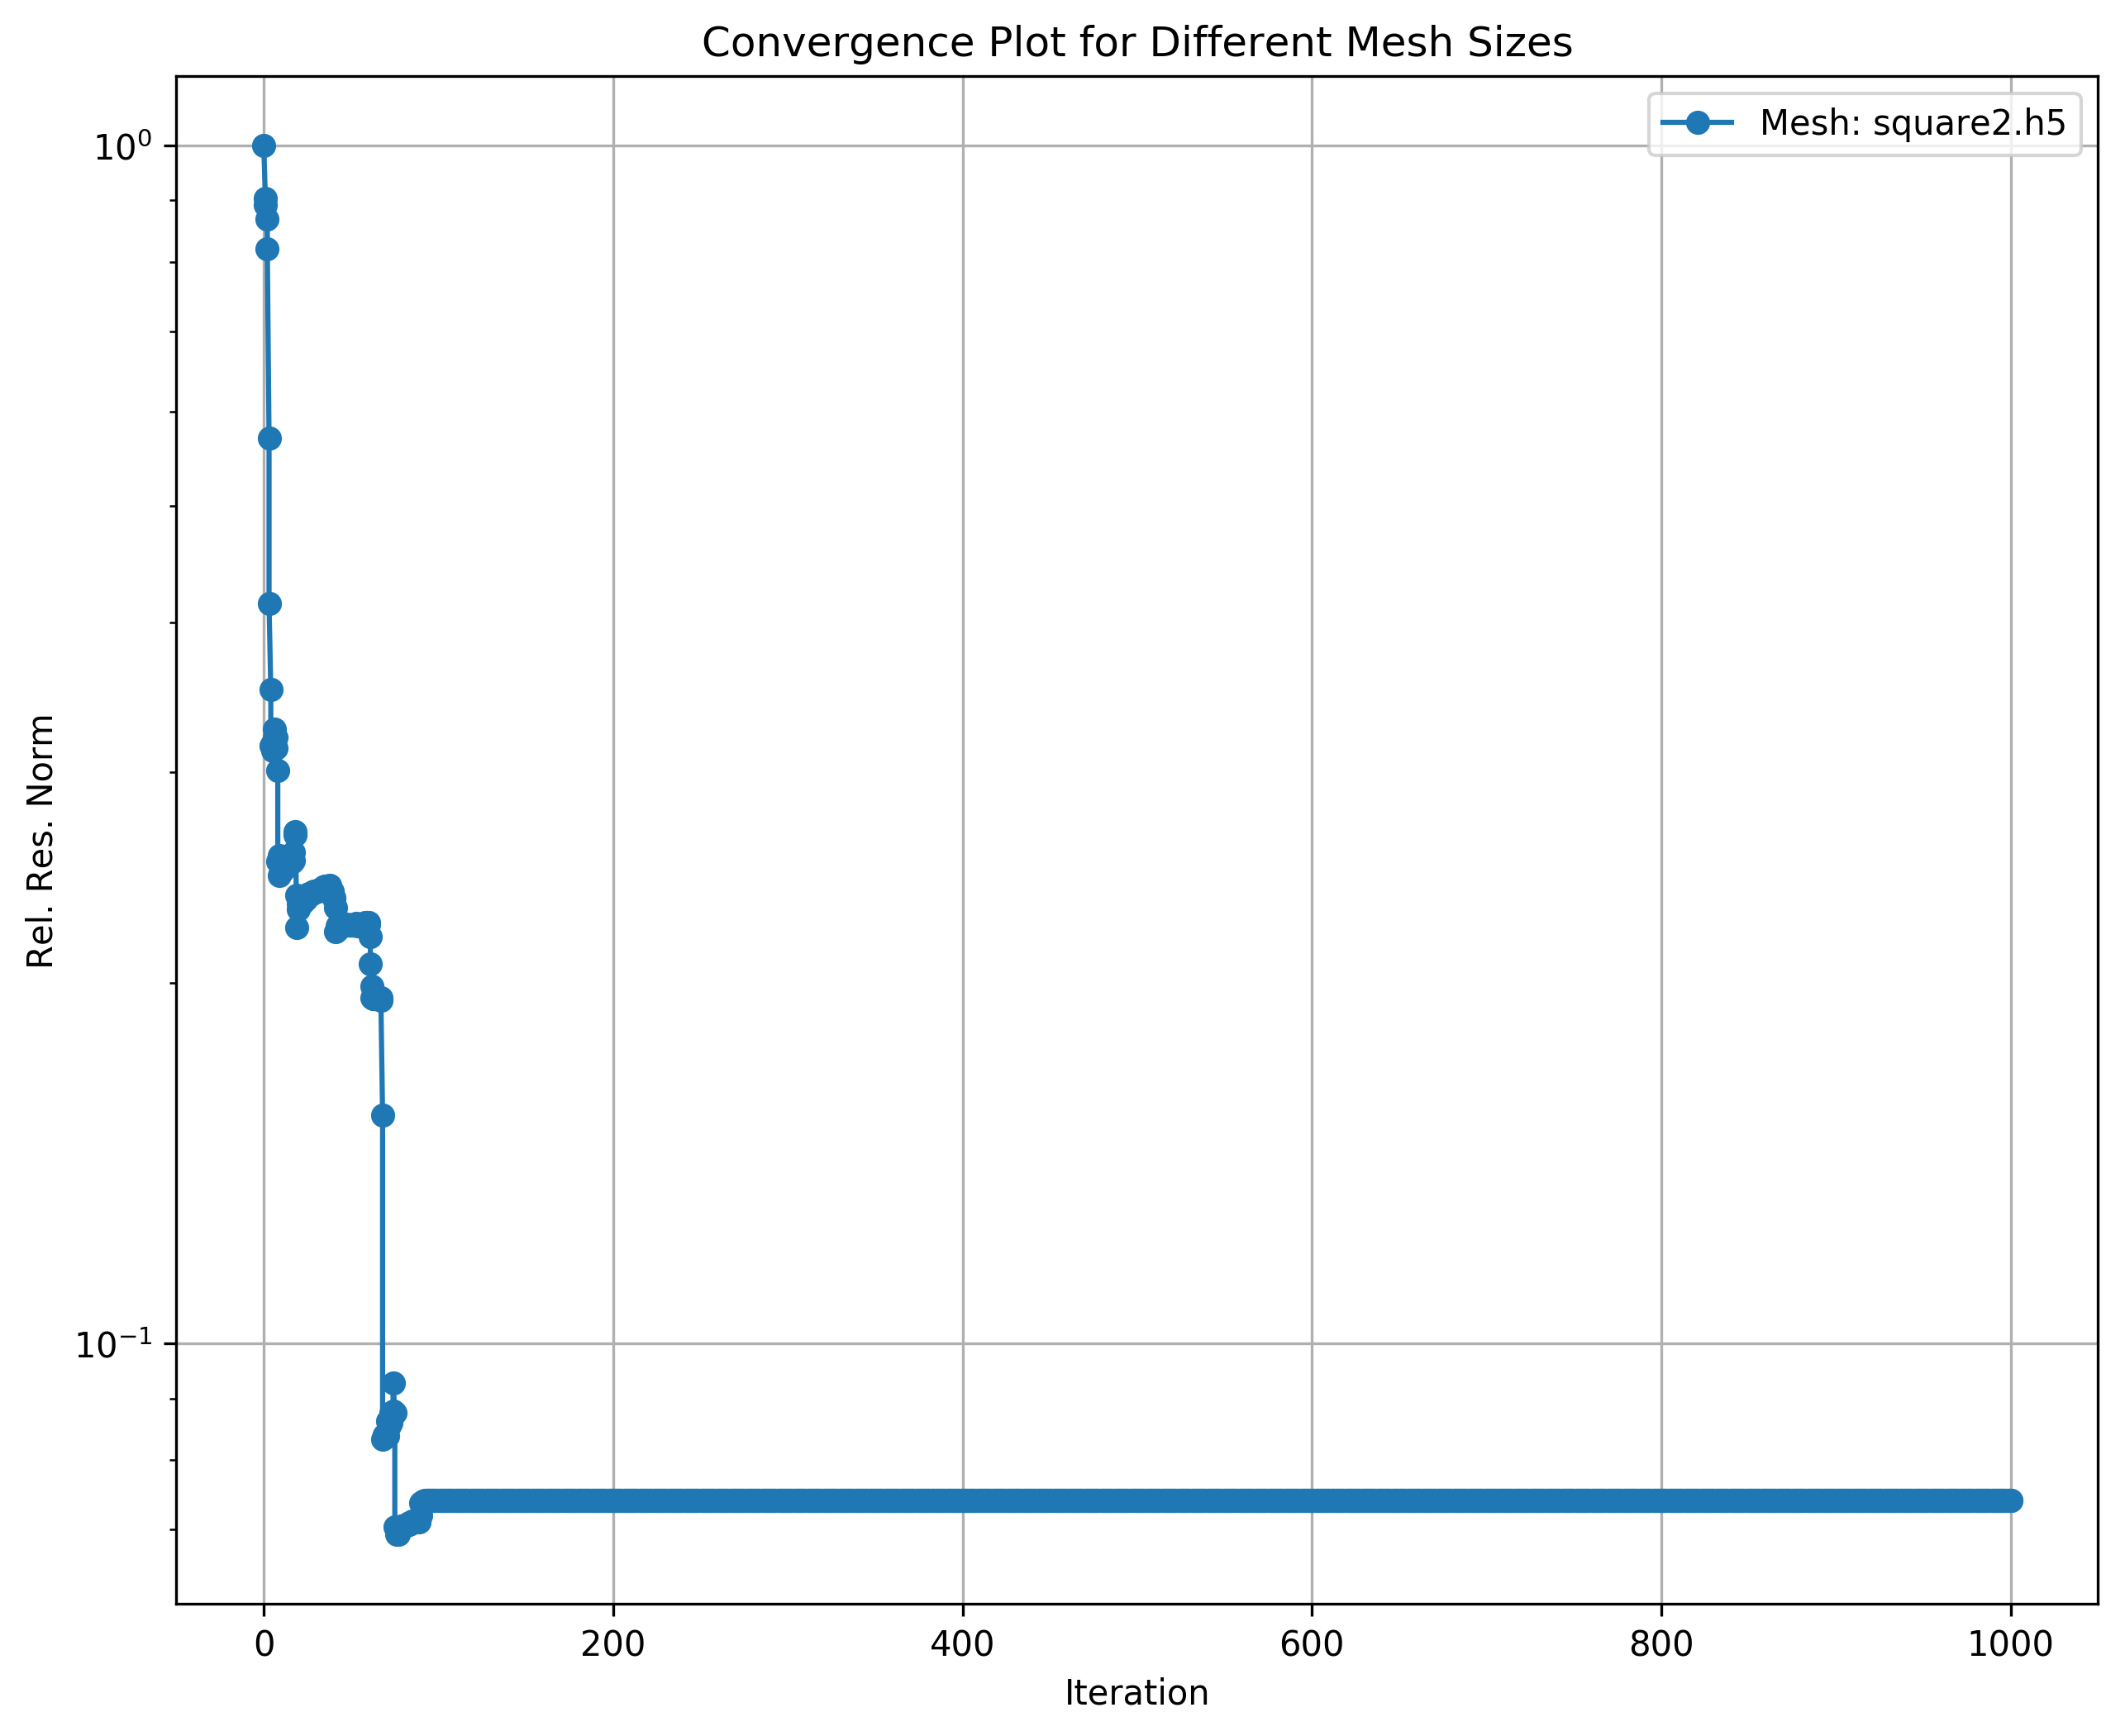 Convergence Plot for Different Mesh Sizes
Mesh: square2.h5
10⁰
10⁻¹
Rel. Res. Norm
0 200 400 600 800 1000
Iteration